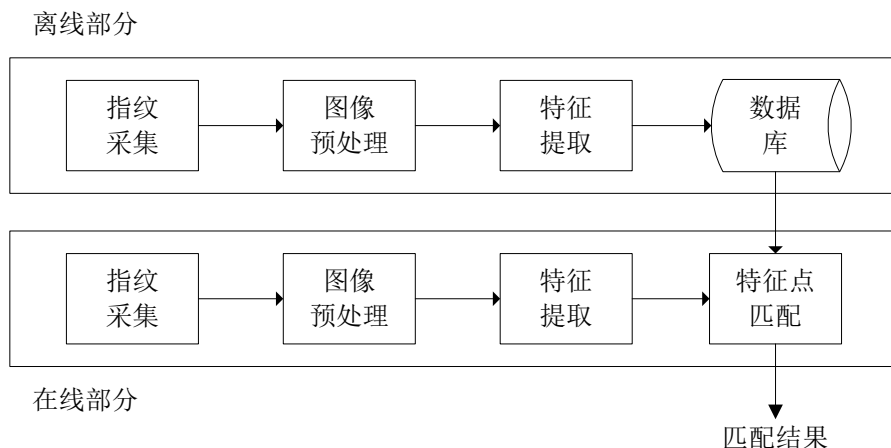 离线部分
指纹
采集
图像
预处理
特征
提取
数据
库
指纹
采集
图像
预处理
特征
提取
特征点
匹配
在线部分
匹配结果